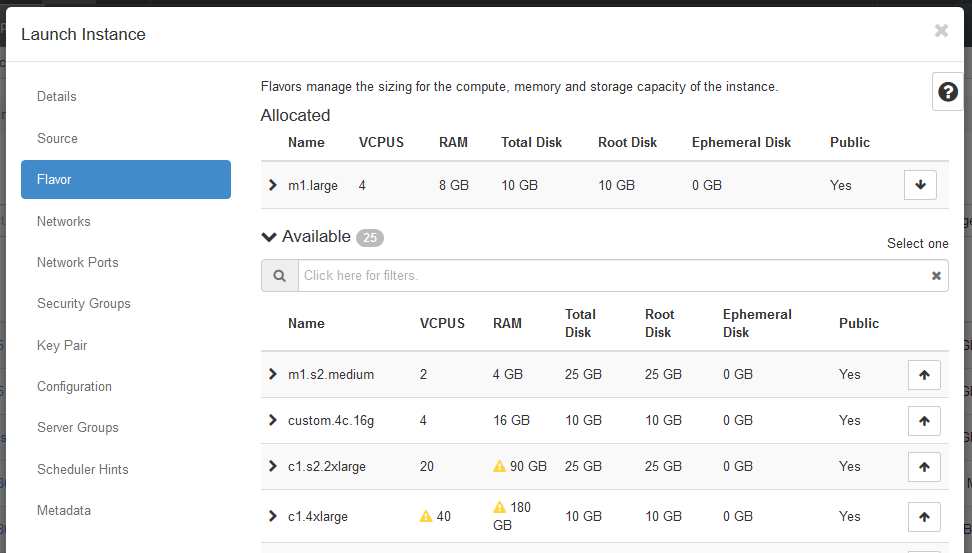 Launch Instance
Details
Source
Flavor
Networks
Network Ports
Security Groups
Key Pair
Configuration
Server Groups
Scheduler Hints
Metadata
Flavors manage the sizing for the compute, memory and storage capacity of the instance.
Allocated
Name VCPUS RAM Total Disk Root Disk Ephemeral Disk Public
m1.large 4 8 GB 10 GB 10 GB 0 GB Yes
Available 25
Select one
Click here for filters.
Name VCPUS RAM Total Disk Root Disk Ephemeral Disk Public
m1.s2.medium 2 4 GB 25 GB 25 GB 0 GB Yes
custom.4c.16g 4 16 GB 10 GB 10 GB 0 GB Yes
c1.s2.2xlarge 20 90 GB 25 GB 25 GB 0 GB Yes
c1.4xlarge 40 180 GB 10 GB 10 GB 0 GB Yes